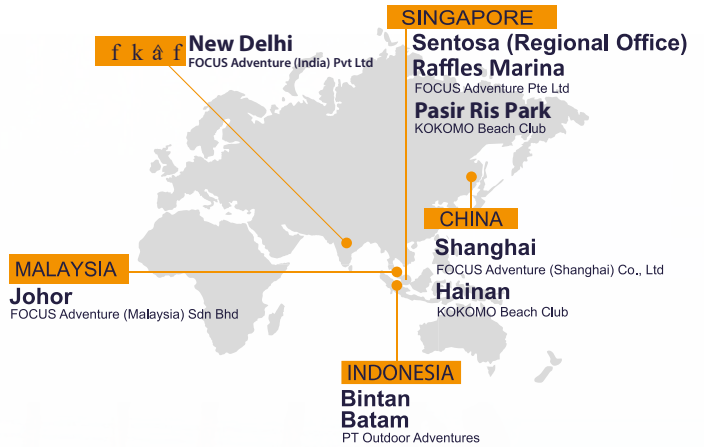 f k â f
New Delhi
FOCUS Adventure (India) Pvt Ltd
SINGAPORE
Sentosa (Regional Office)
Raffles Marina
FOCUS Adventure Pte Ltd
Pasir Ris Park
KOKOMO Beach Club
CHINA
Shanghai
FOCUS Adventure (Shanghai) Co., Ltd
Hainan
KOKOMO Beach Club
MALAYSIA
Johor
FOCUS Adventure (Malaysia) Sdn Bhd
INDONESIA
Bintan
Batam
PT Outdoor Adventures